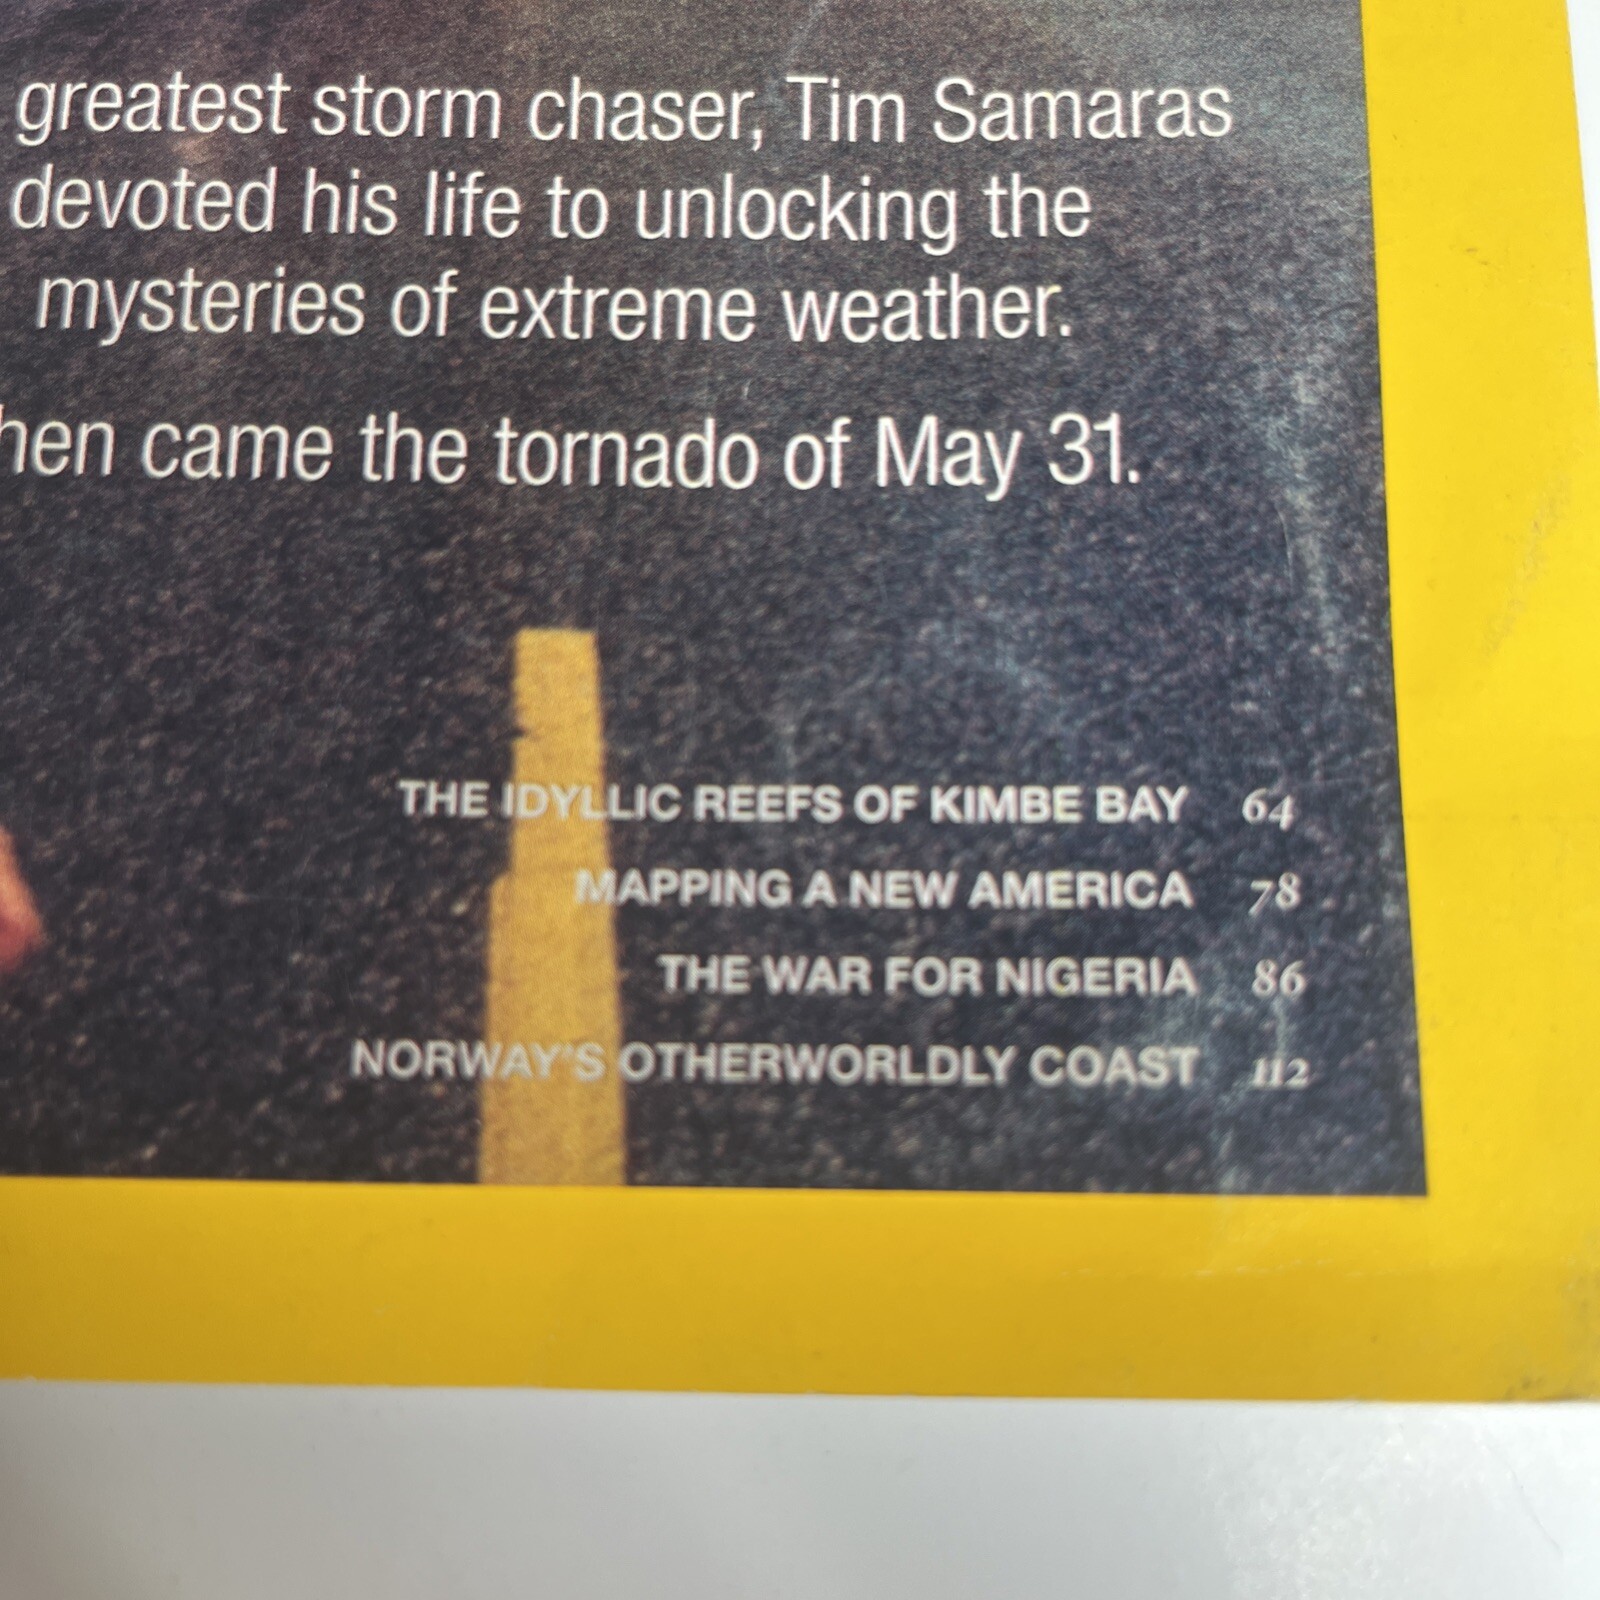 greatest storm chaser, Tim Samaras
devoted his life to unlocking the
mysteries of extreme weather.
hen came the tornado of May 31.
THE IDYLLIC REEFS OF KIMBE BAY 64
MAPPING A NEW AMERICA 78
THE WAR FOR NIGERIA 86
NORWAY'S OTHERWORLDLY COAST 112